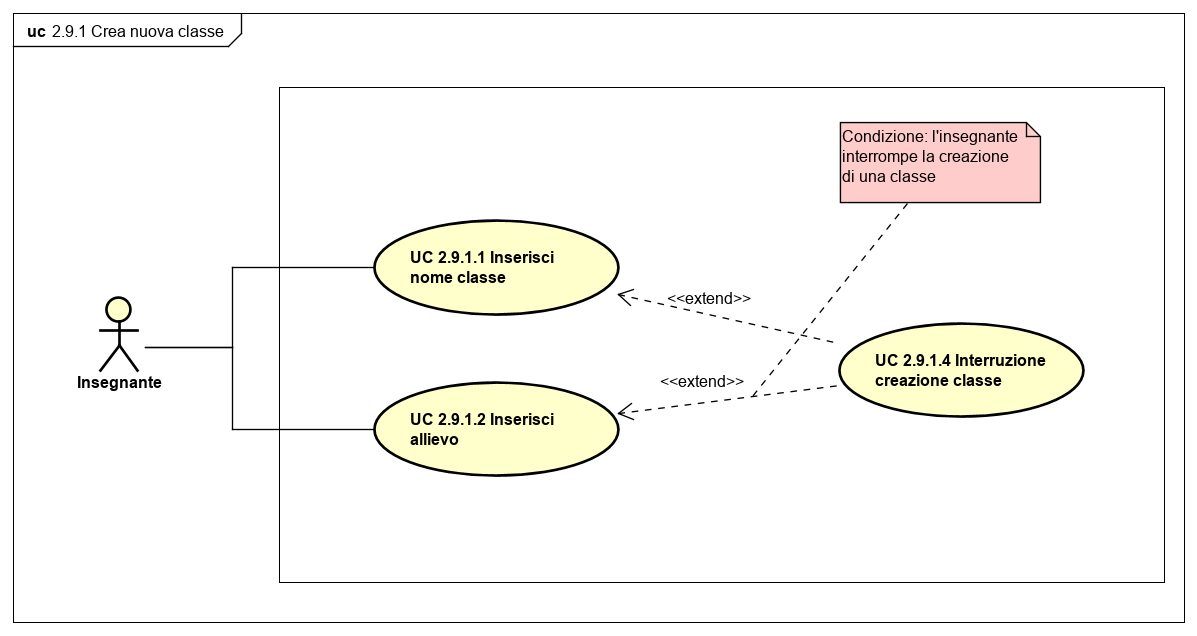 uc 2.9.1 Crea nuova classe
Condizione: l'insegnante
interrompe la creazione
di una classe
UC 2.9.1.1 Inserisci
nome classe
<<extend>>
UC 2.9.1.4 Interruzione
creazione classe
Insegnante
<<extend>>
UC 2.9.1.2 Inserisci
allievo